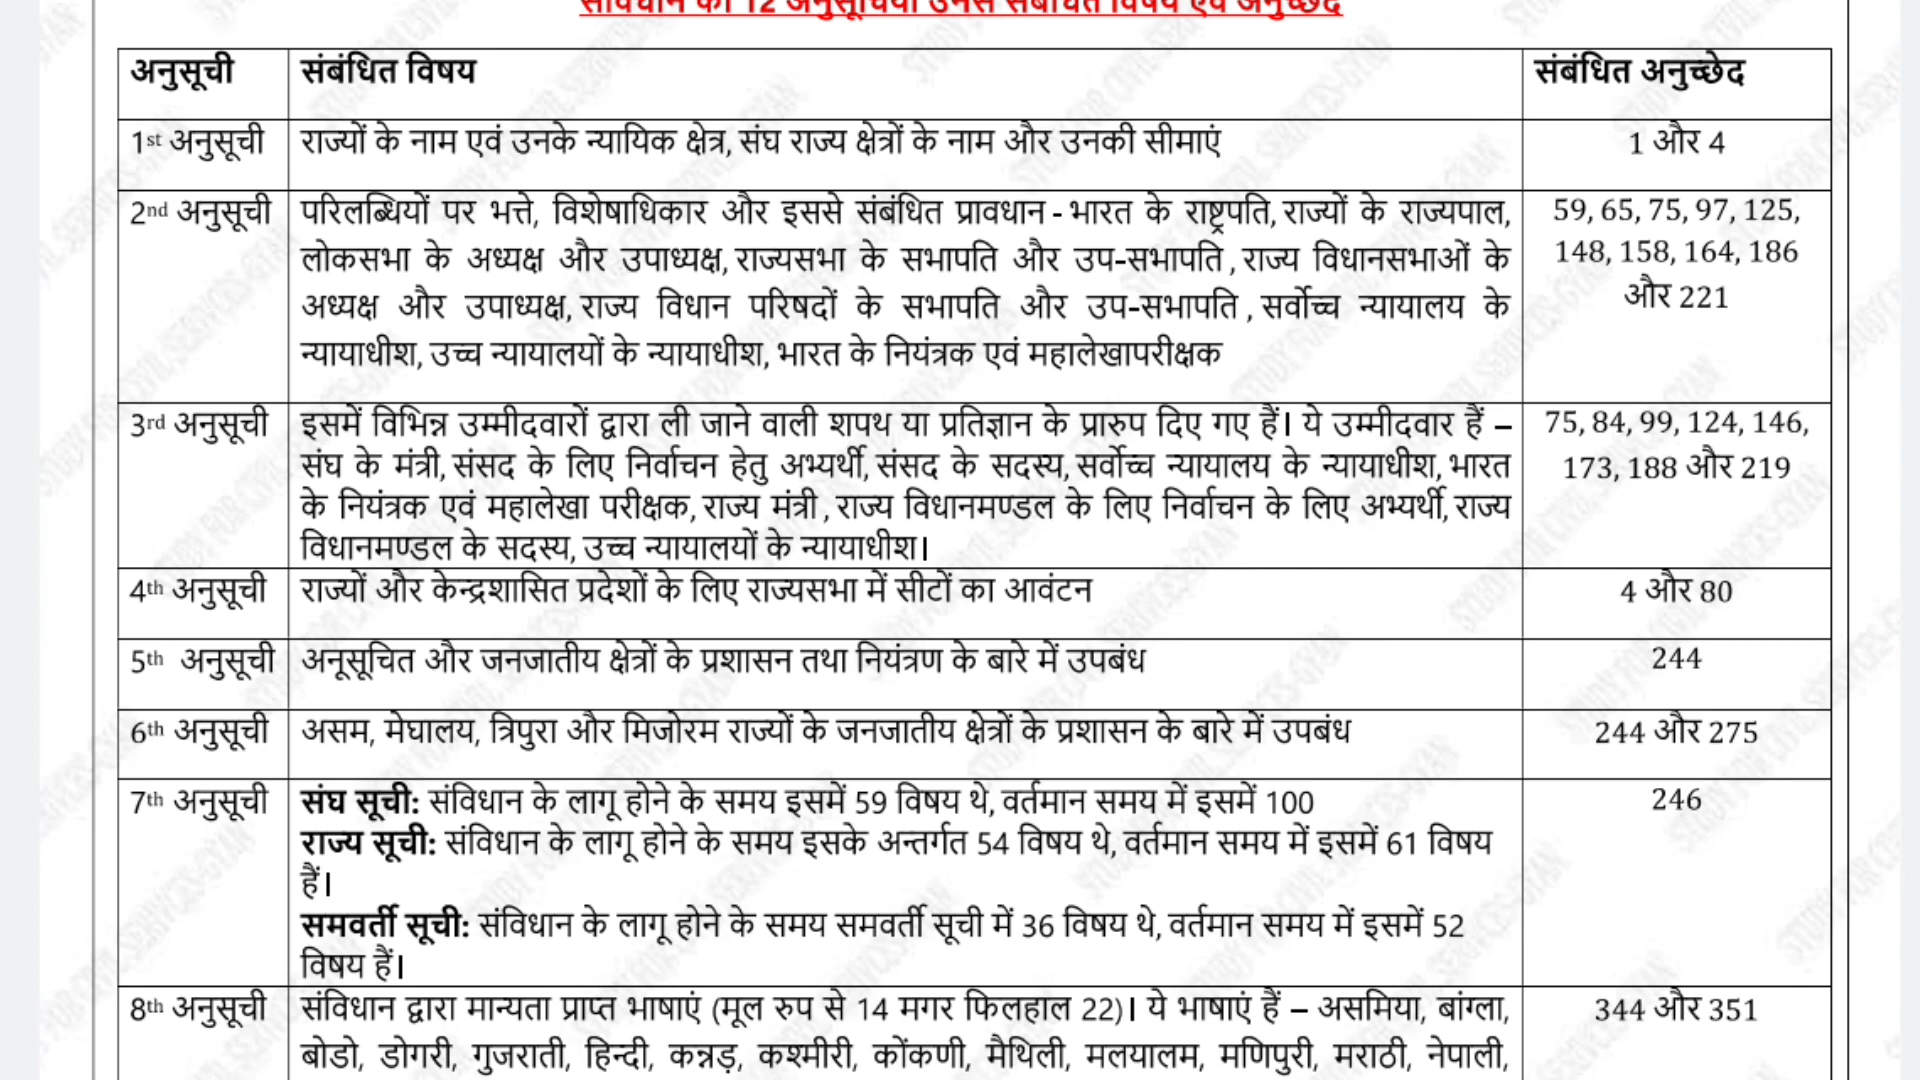 संविधान की 12 अनुसूचियां उनसे संबंधित विषय एवं अनुच्छेद
अनुसूची संबंधित विषय संबंधित अनुच्छेद
1st अनुसूची राज्यों के नाम एवं उनके न्यायिक क्षेत्र, संघ राज्य क्षेत्रों के नाम और उनकी सीमाएं 1 और 4
2nd अनुसूची परिलब्धियों पर भत्ते, विशेषाधिकार और इससे संबंधित प्रावधान - भारत के राष्ट्रपति, राज्यों के राज्यपाल, 59, 65, 75, 97, 125,
लोकसभा के अध्यक्ष और उपाध्यक्ष, राज्यसभा के सभापति और उप-सभापति, राज्य विधानसभाओं के 148, 158, 164, 186
अध्यक्ष और उपाध्यक्ष, राज्य विधान परिषदों के सभापति और उप-सभापति, सर्वोच्च न्यायालय के और 221
न्यायाधीश, उच्च न्यायालयों के न्यायाधीश, भारत के नियंत्रक एवं महालेखापरीक्षक
3rd अनुसूची इसमें विभिन्न उम्मीदवारों द्वारा ली जाने वाली शपथ या प्रतिज्ञान के प्रारुप दिए गए हैं। ये उम्मीदवार हैं – 75, 84, 99, 124, 146,
संघ के मंत्री, संसद के लिए निर्वाचन हेतु अभ्यर्थी, संसद के सदस्य, सर्वोच्च न्यायालय के न्यायाधीश, भारत 173, 188 और 219
के नियंत्रक एवं महालेखा परीक्षक, राज्य मंत्री, राज्य विधानमण्डल के लिए निर्वाचन के लिए अभ्यर्थी, राज्य
विधानमण्डल के सदस्य, उच्च न्यायालयों के न्यायाधीश।
4th अनुसूची राज्यों और केन्द्रशासित प्रदेशों के लिए राज्यसभा में सीटों का आवंटन 4 और 80
5th अनुसूची अनूसूचित और जनजातीय क्षेत्रों के प्रशासन तथा नियंत्रण के बारे में उपबंध 244
6th अनुसूची असम, मेघालय, त्रिपुरा और मिजोरम राज्यों के जनजातीय क्षेत्रों के प्रशासन के बारे में उपबंध 244 और 275
7th अनुसूची संघ सूची: संविधान के लागू होने के समय इसमें 59 विषय थे, वर्तमान समय में इसमें 100 246
राज्य सूची: संविधान के लागू होने के समय इसके अन्तर्गत 54 विषय थे, वर्तमान समय में इसमें 61 विषय
हैं।
समवर्ती सूची: संविधान के लागू होने के समय समवर्ती सूची में 36 विषय थे, वर्तमान समय में इसमें 52
विषय हैं।
8th अनुसूची संविधान द्वारा मान्यता प्राप्त भाषाएं (मूल रुप से 14 मगर फिलहाल 22)। ये भाषाएं हैं – असमिया, बांग्ला, 344 और 351
बोडो, डोगरी, गुजराती, हिन्दी, कन्नड़, कश्मीरी, कोंकणी, मैथिली, मलयालम, मणिपुरी, मराठी, नेपाली,